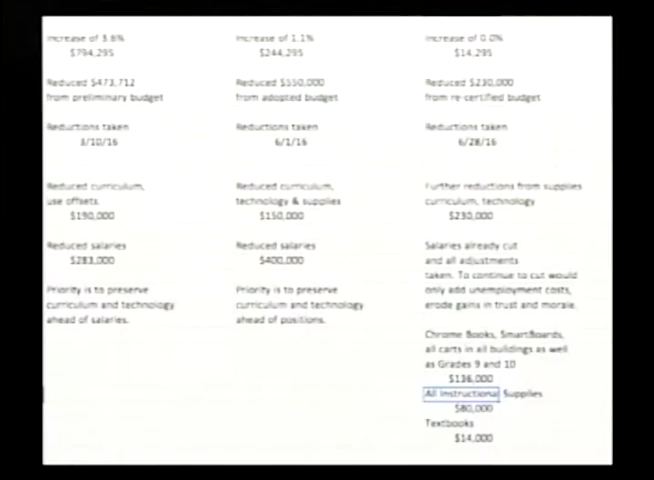 Increase of 3.6%
$794,295
Reduced $473,712
from preliminary budget
Reductions taken
3/10/16
Reduced curriculum,
use offsets.
$190,000
Reduced salaries
$283,000
Priority is to preserve
curriculum and technology
ahead of salaries.
Increase of 1.1%
$244,295
Reduced $550,000
from adopted budget
Reductions taken
6/1/16
Reduced curriculum,
technology & supplies
$150,000
Reduced salaries
$400,000
Priority is to preserve
curriculum and technology
ahead of positions.
Increase of 0.0%
$14,295
Reduced $230,000
from re-certified budget
Reductions taken
6/28/16
Further reductions from supplies
curriculum, technology
$230,000
Salaries already cut
and all adjustments
taken. To continue to cut would
only add unemployment costs,
erode gains in trust and morale.
Chrome Books, SmartBoards,
all carts in all buildings as well
as Grades 9 and 10
$136,000
All Instructional Supplies
$80,000
Textbooks
$14,000